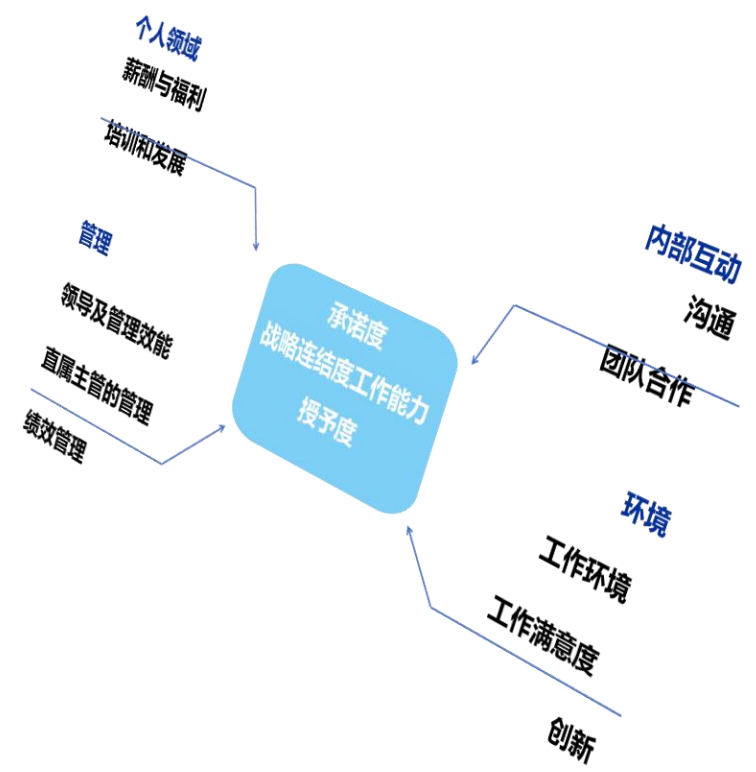 个人领域
薪酬与福利
培训和发展
管理
领导及管理效能
直属主管的管理
绩效管理
承诺度
战略连结度工作能力
授予度
内部互动
沟通
团队合作
环境
工作环境
工作满意度
创新